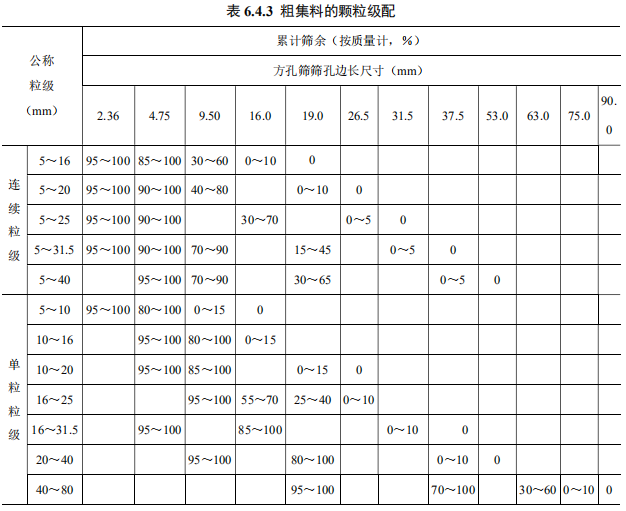 表 6.4.3 粗集料的颗粒级配
公称
粒级
（mm）
累计筛余（按质量计，%）
方孔筛筛孔边长尺寸（mm）
2.36 4.75 9.50 16.0 19.0 26.5 31.5 37.5 53.0 63.0 75.0 90.
0
连
续
粒
级
5～16 95～100 85～100 30～60 0～10 0
5～20 95～100 90～100 40～80 0～10 0
5～25 95～100 90～100 30～70 0～5 0
5～31.5 95～100 90～100 70～90 15～45 0～5 0
5～40 95～100 70～90 30～65 0～5 0
单
粒
粒
级
5～10 95～100 80～100 0～15 0
10～16 95～100 80～100 0～15
10～20 95～100 85～100 0～15 0
16～25 95～100 55～70 25～40 0～10
16～31.5 95～100 85～100 0～10 0
20～40 95～100 80～100 0～10 0
40～80 95～100 70～100 30～60 0～10 0